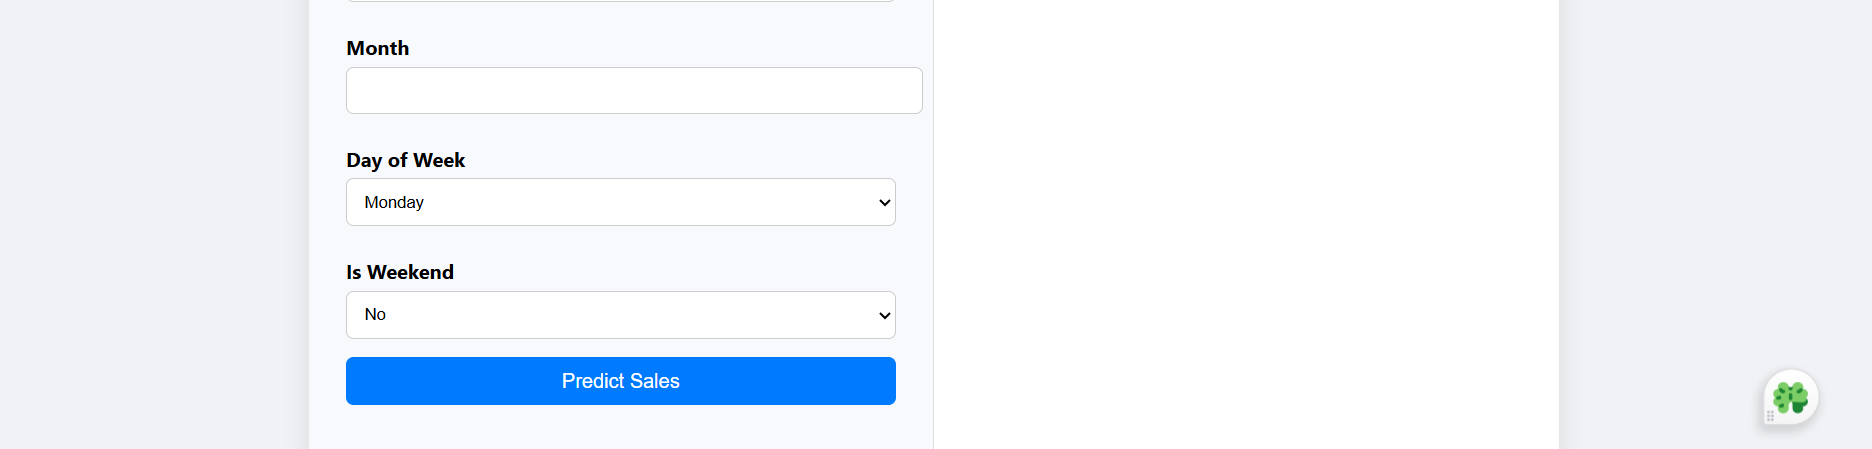 Month
Day of Week
Monday
Is Weekend
No
Predict Sales